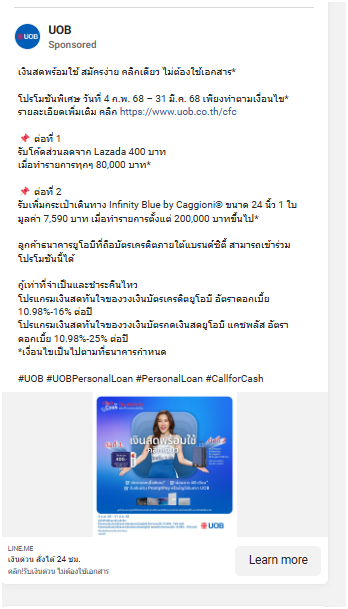 UOB
Sponsored
เงินสดพร้อมใช้ สมัครง่าย คลิกเดียว ไม่ต้องใช้เอกสาร*
โปรโมชันพิเศษ วันที่ 4 ก.พ. 68 – 31 มี.ค. 68 เพียงทำตามเงื่อนไข*
รายละเอียดเพิ่มเติม คลิก https://www.uob.co.th/cfc
📌 ต่อที่ 1
รับโค้ดส่วนลดจาก Lazada 400 บาท
เมื่อทำรายการทุกๆ 80,000 บาท*
📌 ต่อที่ 2
รับเพิ่มกระเป๋าเดินทาง Infinity Blue by Caggioni® ขนาด 24 นิ้ว 1 ใบ
มูลค่า 7,590 บาท เมื่อทำรายการตั้งแต่ 200,000 บาทขึ้นไป*
ลูกค้าธนาคารยูโอบีที่ถือบัตรเครดิตภายใต้แบรนด์ซิตี้ สามารถเข้าร่วม
โปรโมชันนี้ได้
กู้เท่าที่จำเป็นและชำระคืนไหว
โปรแกรมเงินสดทันใจของวงเงินบัตรเครดิตยูโอบี อัตราดอกเบี้ย
10.98%-16% ต่อปี
โปรแกรมเงินสดทันใจของวงเงินบัตรกดเงินสดยูโอบี แคชพลัส อัตรา
ดอกเบี้ย 10.98%-25% ต่อปี
*เงื่อนไขเป็นไปตามที่ธนาคารกำหนด
#UOB #UOBPersonalLoan #PersonalLoan #CallforCash
เงินสดพร้อมใช้
คลิกเดียว
400
UOB
LINE.ME
เงินด่วน สั่งได้ 24 ชม.
คลิก!รับเงินด่วน ไม่ต้องใช้เอกสาร
Learn more